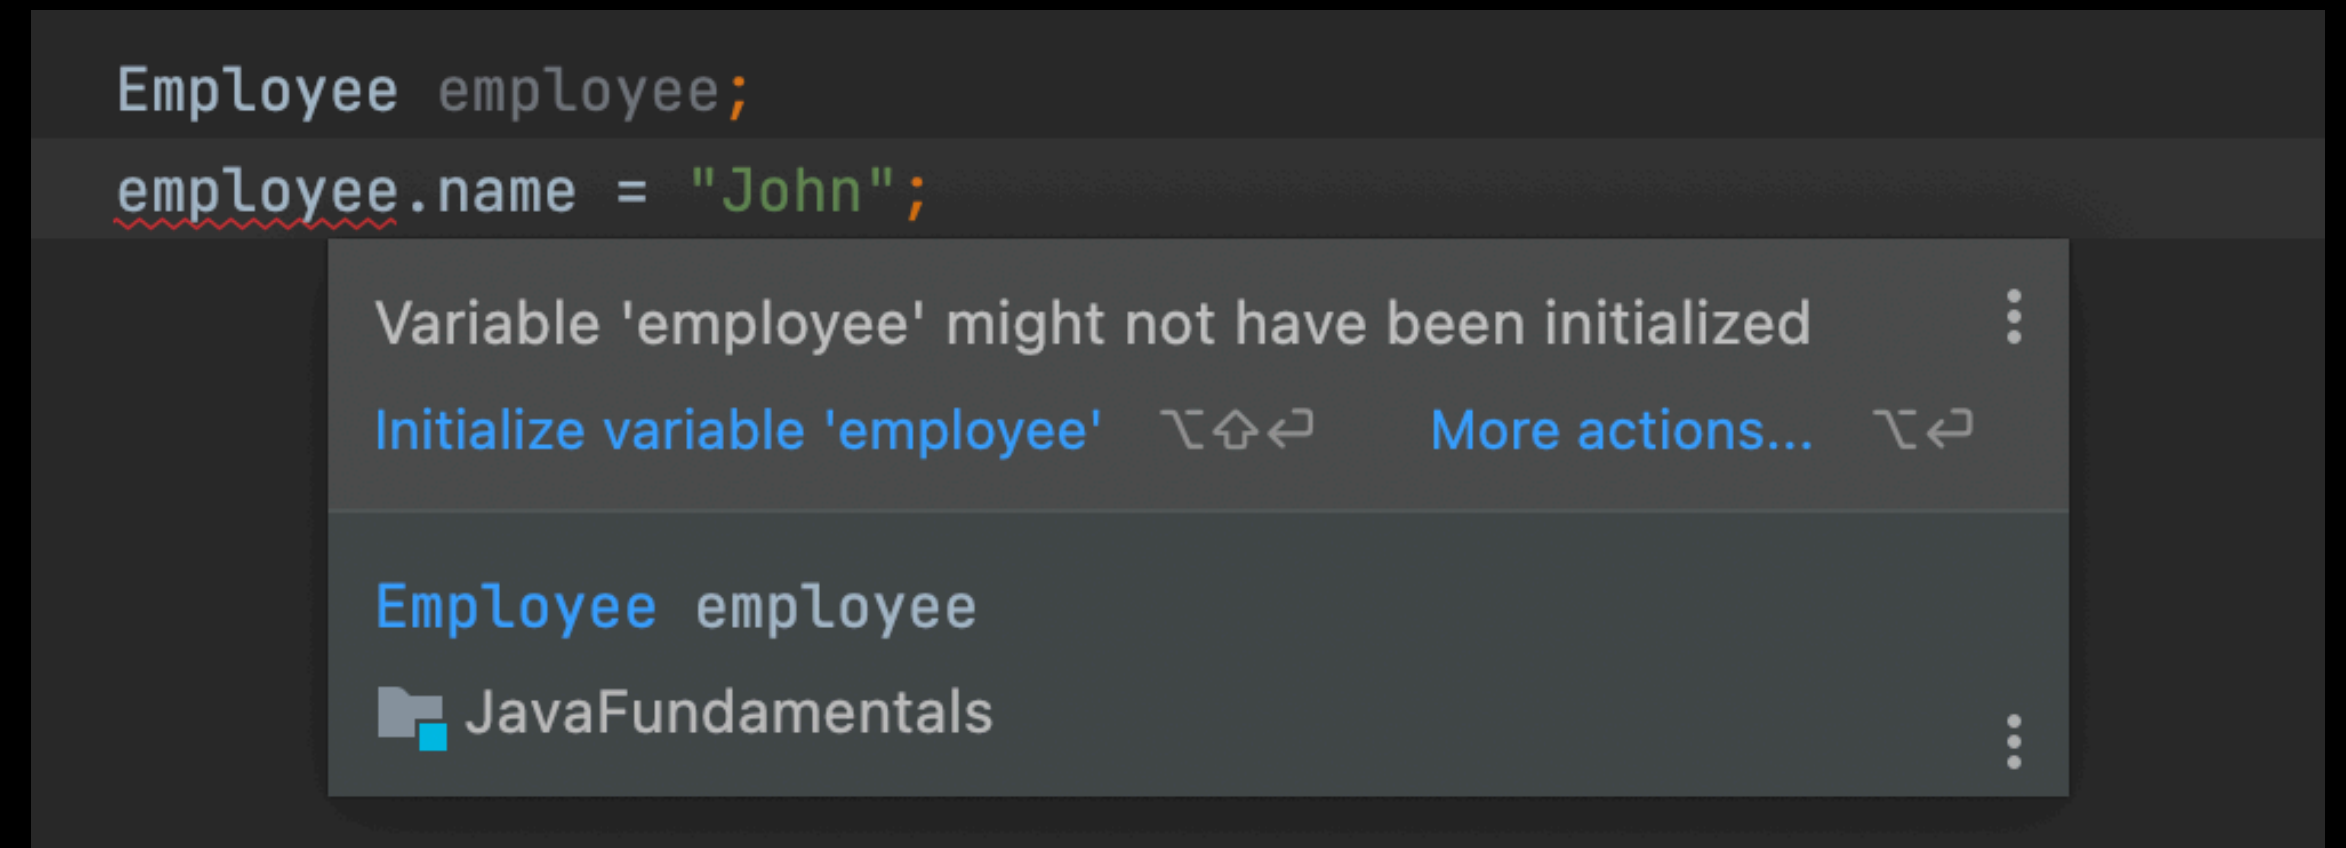 Employee employee;
employee.name = "John";
Variable 'employee' might not have been initialized
Initialize variable 'employee' ⌥⇧⏎ More actions... ⌥⏎
Employee employee
JavaFundamentals